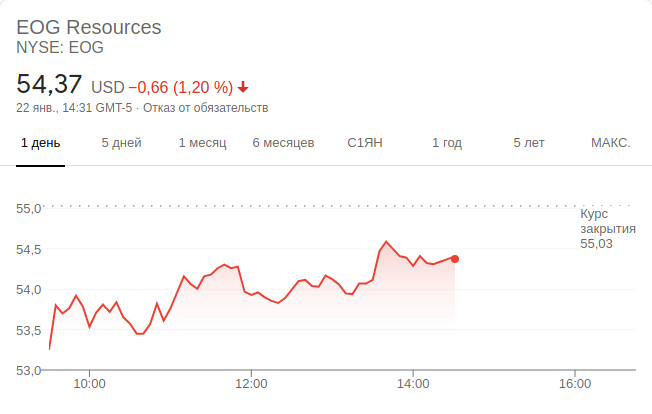 EOG Resources
NYSE: EOG
54,37 USD −0,66 (1,20 %)
22 янв., 14:31 GMT-5 · Отказ от обязательств
1 день 5 дней 1 месяц 6 месяцев С1ЯН 1 год 5 лет МАКС.
55,0
54,5
54,0
53,5
53,0
Курс
закрытия
55,03
10:00 12:00 14:00 16:00